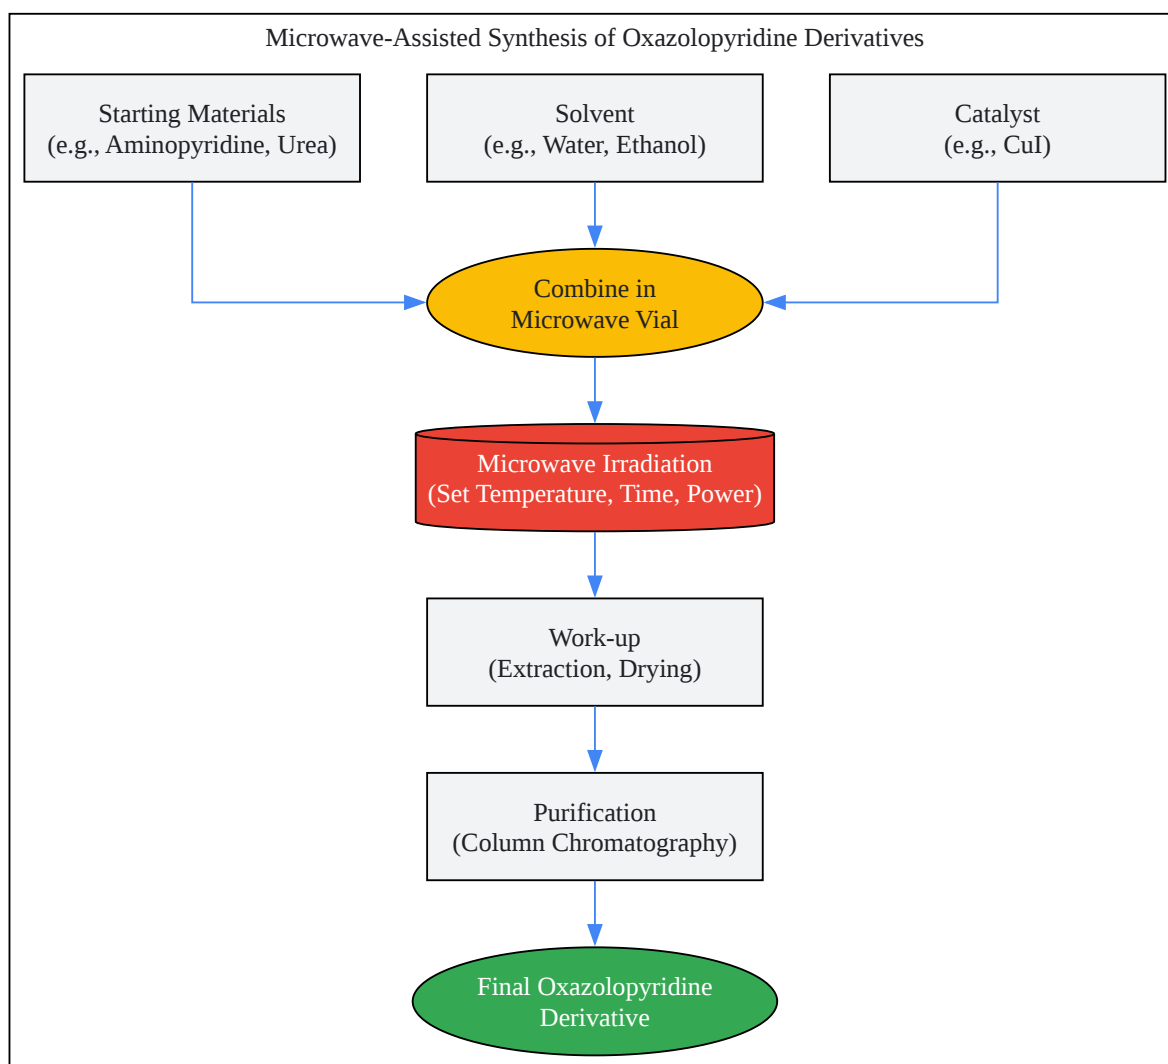 Microwave-Assisted Synthesis of Oxazolopyridine Derivatives
Starting Materials
(e.g., Aminopyridine, Urea)
Solvent
(e.g., Water, Ethanol)
Catalyst
(e.g., CuI)
Combine in
Microwave Vial
Microwave Irradiation
(Set Temperature, Time, Power)
Work-up
(Extraction, Drying)
Purification
(Column Chromatography)
Final Oxazolopyridine
Derivative